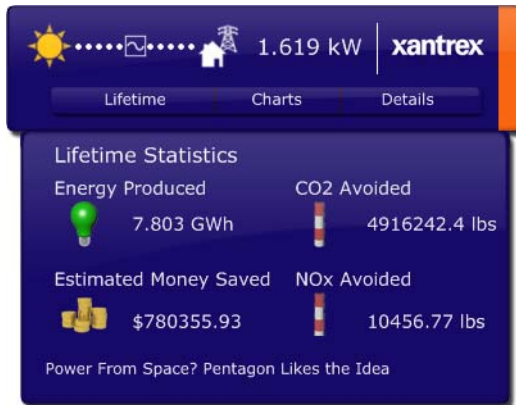 1.619 kW xantrex
Lifetime Charts Details
Lifetime Statistics
Energy Produced CO2 Avoided
7.803 GWh 4916242.4 lbs
Estimated Money Saved NOx Avoided
$780355.93 10456.77 lbs
Power From Space? Pentagon Likes the Idea